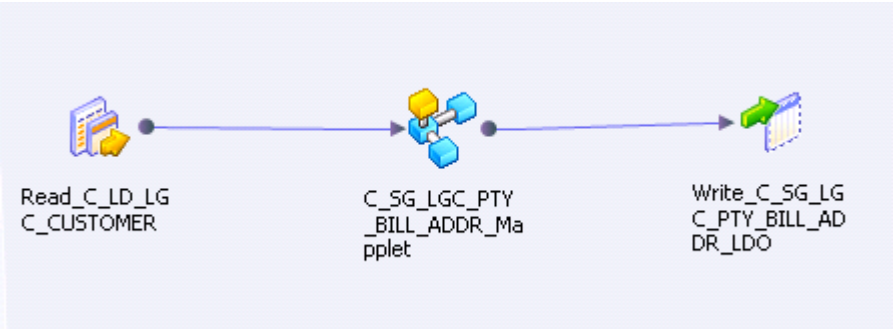 Read_C_LD_LG
C_CUSTOMER
C_SG_LGC_PTY
_BILL_ADDR_Ma
pplet
Write_C_SG_LG
C_PTY_BILL_AD
DR_LDO